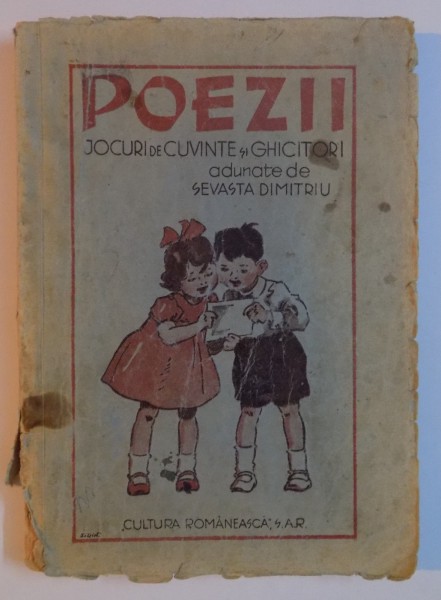 POEZII
JOCURI DE CUVINTE ȘI GHICITORI
adunate de
SEVASTA DIMITRIU
„CULTURA ROMÂNEASCĂ”, S.A.R.